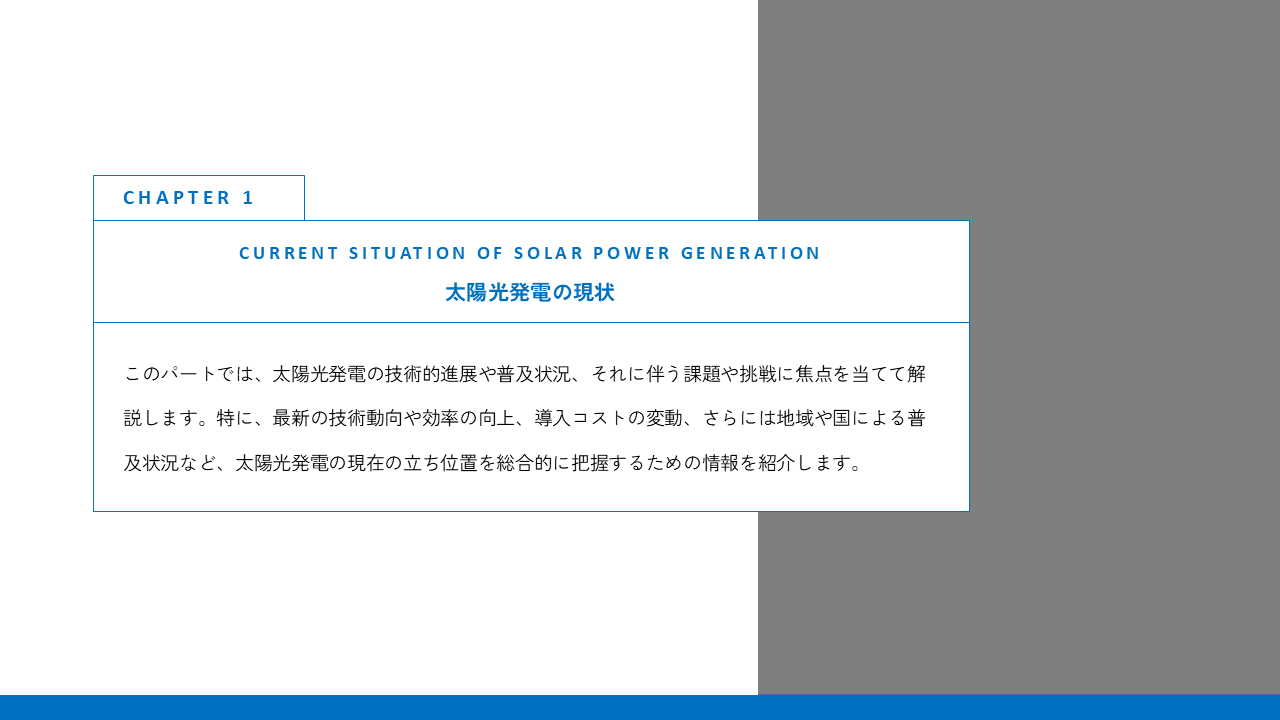 CHAPTER 1
CURRENT SITUATION OF SOLAR POWER GENERATION
太陽光発電の現状
このパートでは、太陽光発電の技術的進展や普及状況、それに伴う課題や挑戦に焦点を当てて解
説します。特に、最新の技術動向や効率の向上、導入コストの変動、さらには地域や国による普
及状況など、太陽光発電の現在の立ち位置を総合的に把握するための情報を紹介します。